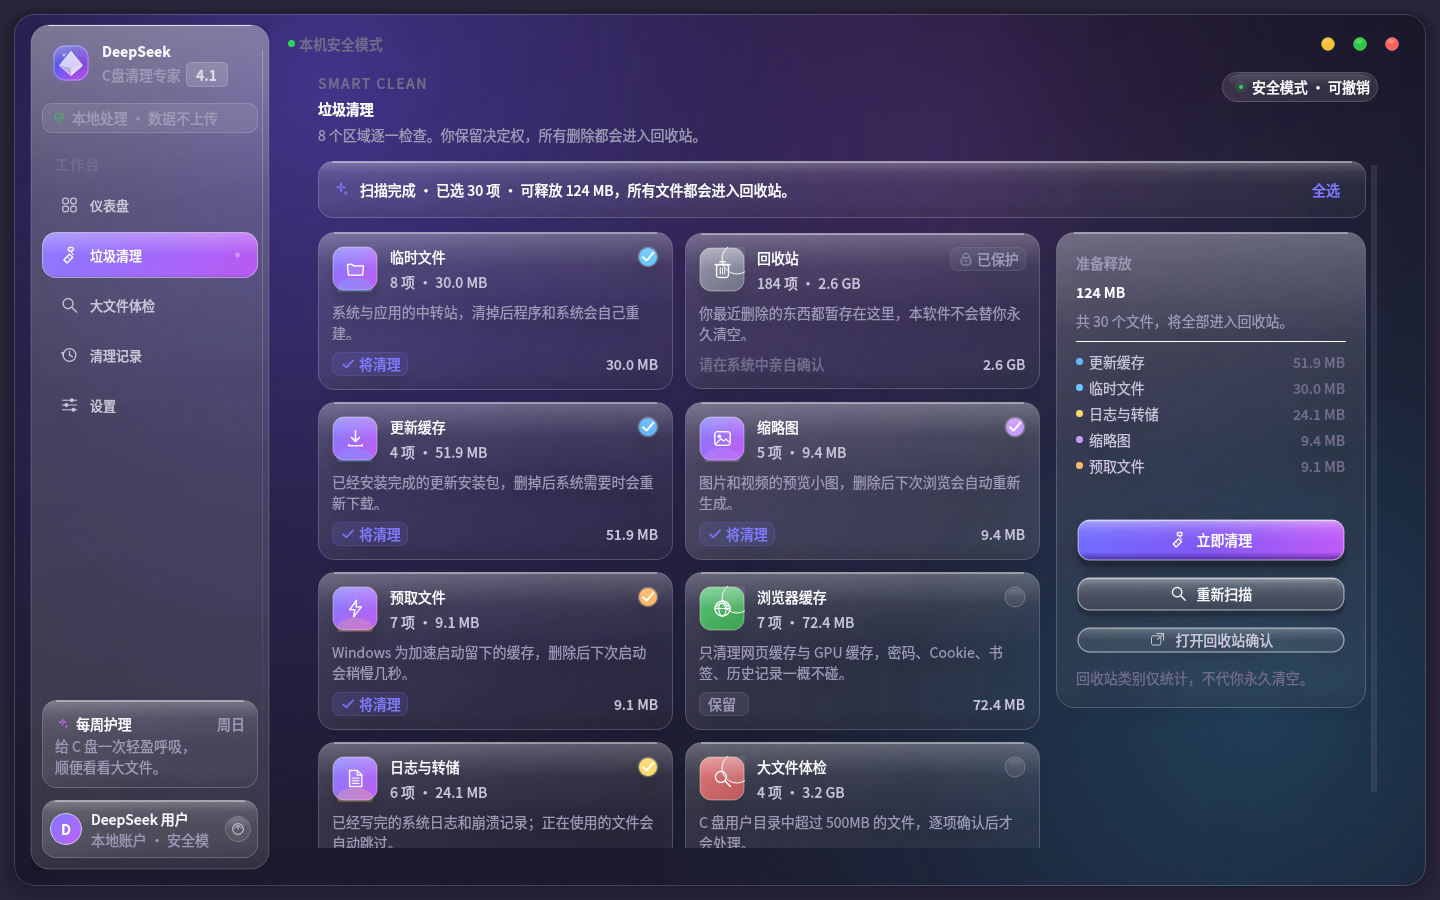 DeepSeek
C盘清理专家 4.1
本地处理 · 数据不上传
工作台
仪表盘
垃圾清理
大文件体检
清理记录
设置
每周护理 周日
给 C 盘一次轻盈呼吸，
顺便看看大文件。
D
DeepSeek 用户
本地账户 · 安全模
本机安全模式
SMART CLEAN
垃圾清理
8 个区域逐一检查。你保留决定权，所有删除都会进入回收站。
安全模式 · 可撤销
扫描完成 · 已选 30 项 · 可释放 124 MB，所有文件都会进入回收站。
全选
临时文件
8 项 · 30.0 MB
系统与应用的中转站，清掉后程序和系统会自己重
建。
将清理 30.0 MB
回收站
已保护
184 项 · 2.6 GB
你最近删除的东西都暂存在这里，本软件不会替你永
久清空。
请在系统中亲自确认 2.6 GB
更新缓存
4 项 · 51.9 MB
已经安装完成的更新安装包，删掉后系统需要时会重
新下载。
将清理 51.9 MB
缩略图
5 项 · 9.4 MB
图片和视频的预览小图，删除后下次浏览会自动重新
生成。
将清理 9.4 MB
预取文件
7 项 · 9.1 MB
Windows 为加速启动留下的缓存，删除后下次启动
会稍慢几秒。
将清理 9.1 MB
浏览器缓存
7 项 · 72.4 MB
只清理网页缓存与 GPU 缓存，密码、Cookie、书
签、历史记录一概不碰。
保留 72.4 MB
日志与转储
6 项 · 24.1 MB
已经写完的系统日志和崩溃记录；正在使用的文件会
自动跳过。
大文件体检
4 项 · 3.2 GB
C 盘用户目录中超过 500MB 的文件，逐项确认后才
会处理。
准备释放
124 MB
共 30 个文件，将全部进入回收站。
更新缓存 51.9 MB
临时文件 30.0 MB
日志与转储 24.1 MB
缩略图 9.4 MB
预取文件 9.1 MB
立即清理
重新扫描
打开回收站确认
回收站类别仅统计，不代你永久清空。